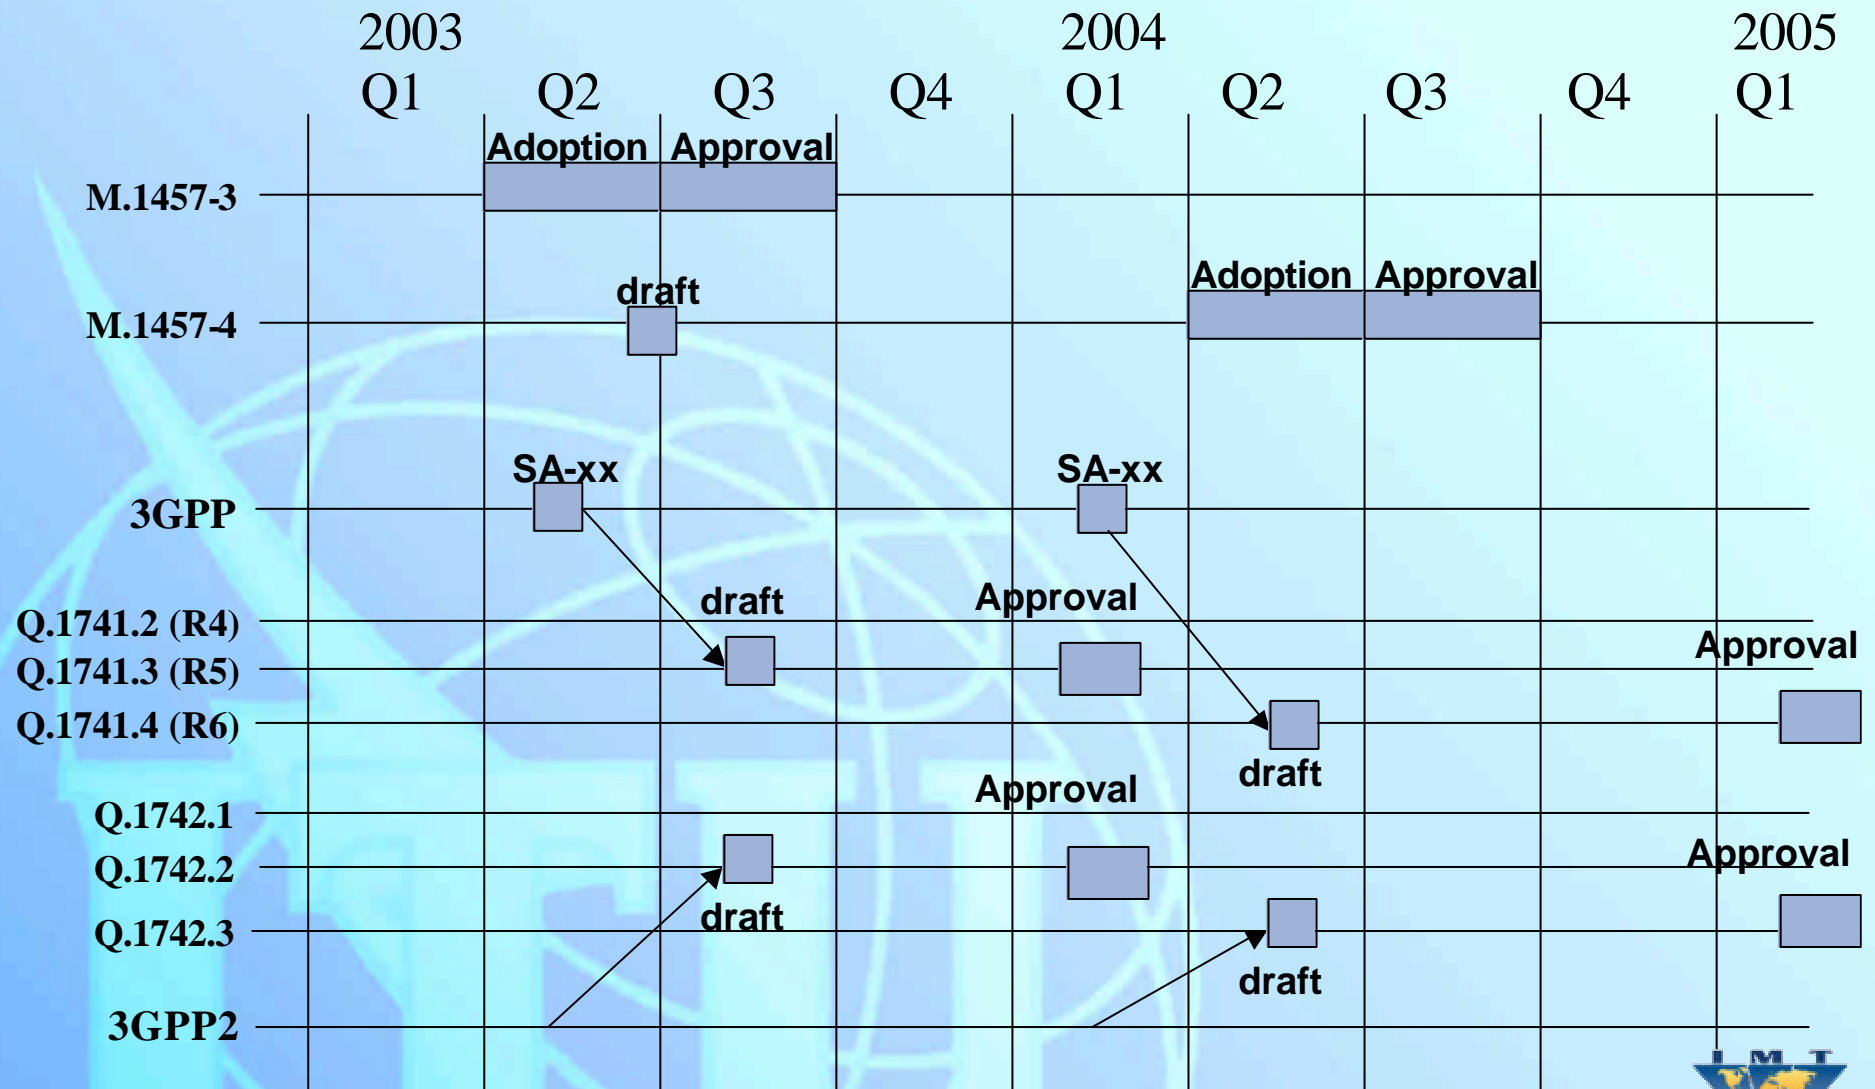 2003 2004 2005
Q1 Q2 Q3 Q4 Q1 Q2 Q3 Q4 Q1
Adoption Approval
M.1457-3
Adoption Approval
draft
M.1457-4
SA-xx SA-xx
3GPP
Approval
draft
Q.1741.2 (R4)
Approval
Q.1741.3 (R5)
Q.1741.4 (R6)
draft
Approval
Q.1742.1
Approval
Q.1742.2
draft
Q.1742.3
draft
3GPP2
ITU
I M T